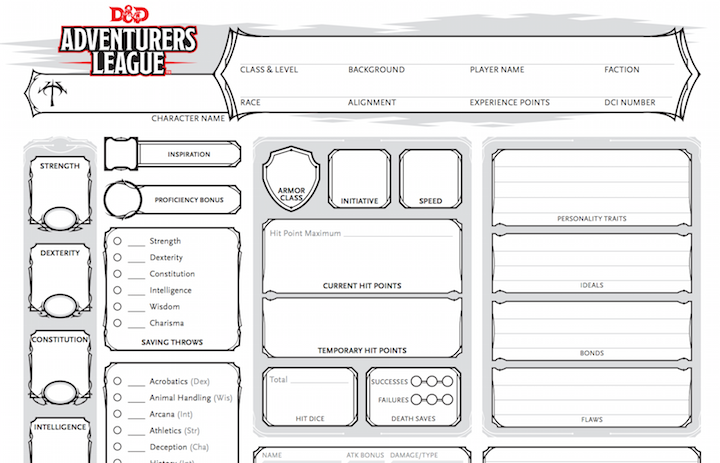 D&D
ADVENTURERS
LEAGUE
CLASS & LEVEL BACKGROUND PLAYER NAME FACTION
RACE ALIGNMENT EXPERIENCE POINTS DCI NUMBER
CHARACTER NAME
STRENGTH
DEXTERITY
CONSTITUTION
INTELLIGENCE
INSPIRATION
PROFICIENCY BONUS
Strength
Dexterity
Constitution
Intelligence
Wisdom
Charisma
SAVING THROWS
Acrobatics (Dex)
Animal Handling (Wis)
Arcana (Int)
Athletics (Str)
Deception (Cha)
History (Int)
ARMOR
CLASS
INITIATIVE
SPEED
Hit Point Maximum
CURRENT HIT POINTS
TEMPORARY HIT POINTS
Total
HIT DICE
SUCCESSES
FAILURES
DEATH SAVES
NAME ATK BONUS DAMAGE/TYPE
PERSONALITY TRAITS
IDEALS
BONDS
FLAWS